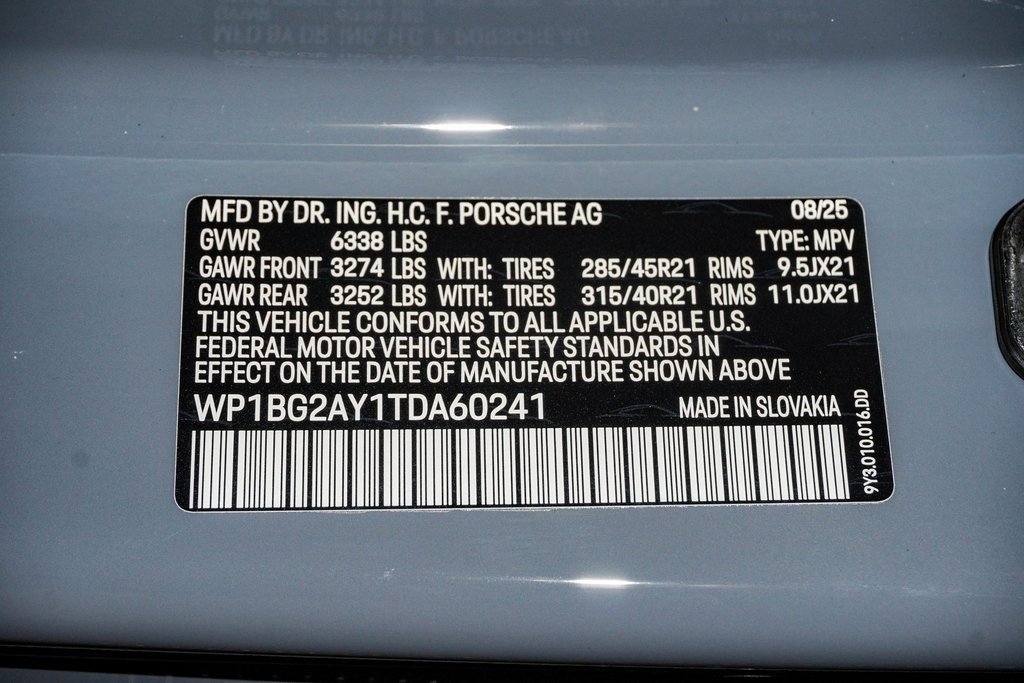 MFD BY DR. ING. H.C. F. PORSCHE AG 08/25
GVWR 6338 LBS TYPE: MPV
GAWR FRONT 3274 LBS WITH: TIRES 285/45R21 RIMS 9.5JX21
GAWR REAR 3252 LBS WITH: TIRES 315/40R21 RIMS 11.0JX21
THIS VEHICLE CONFORMS TO ALL APPLICABLE U.S.
FEDERAL MOTOR VEHICLE SAFETY STANDARDS IN
EFFECT ON THE DATE OF MANUFACTURE SHOWN ABOVE
WP1BG2AY1TDA60241 MADE IN SLOVAKIA
9Y3.010.016.DD